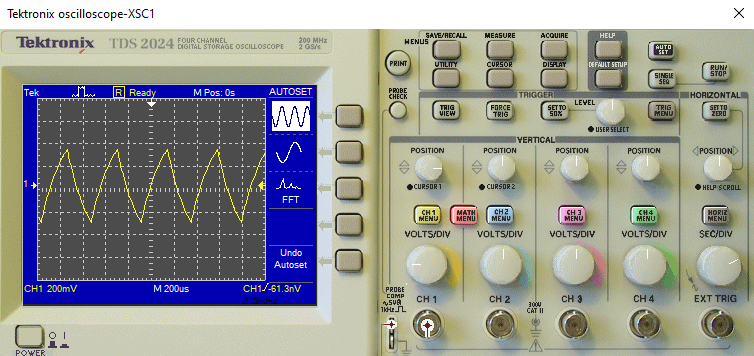 Tektronix oscilloscope-XSC1
Tektronix TDS 2024 FOUR CHANNEL
DIGITAL STORAGE OSCILLOSCOPE
200 MHz
2 GS/s
Tek R Ready M Pos: 0s AUTOSET
1
FFT
Undo
Autoset
CH1 200mV M 200us CH1 -61.3mV
POWER
MENUS
SAVE/RECALL MEASURE ACQUIRE
UTILITY CURSOR DISPLAY
PRINT
PROBE
CHECK
HELP
DEFAULT SETUP
AUTO
SET
SINGLE
SEQ
RUN/
STOP
TRIGGER
TRIG
VIEW
FORCE
TRIG
SET TO
50%
LEVEL
USER SELECT
TRIG
MENU
HORIZONTAL
SET TO
ZERO
VERTICAL
POSITION POSITION POSITION POSITION POSITION
CURSOR 1 CURSOR 2 HELP SCROLL
CH 1
MENU
MATH
MENU
CH 2
MENU
CH 3
MENU
CH 4
MENU
HORIZ
MENU
VOLTS/DIV VOLTS/DIV VOLTS/DIV VOLTS/DIV SEC/DIV
PROBE
COMP
~5V
1kHz
CH 1 CH 2 CH 3 CH 4 EXT TRIG
300V
CAT II